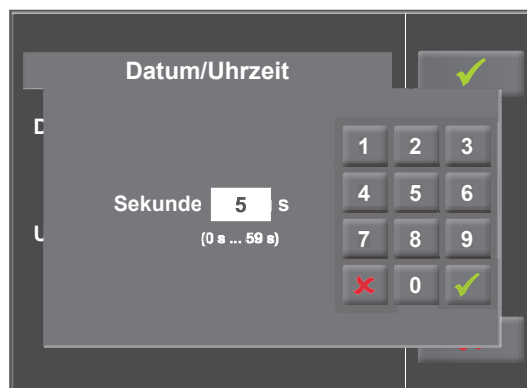 Datum/Uhrzeit
D
1 2 3
Sekunde 5 s
4 5 6
(0 s ... 59 s)
U
7 8 9
0